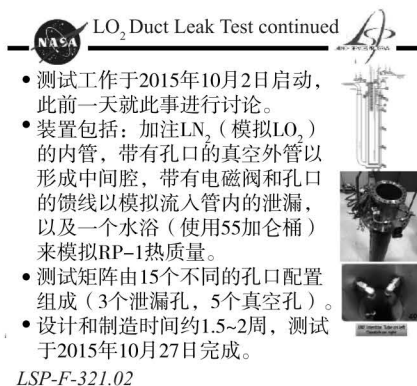 NASA
LO2 Duct Leak Test continued
• 测试工作于2015年10月2日启动，
此前一天就此事进行讨论。
• 装置包括：加注LN2（模拟LO2）
的内管，带有孔口的真空外管以
形成中间腔，带有电磁阀和孔口
的馈线以模拟流入管内的泄漏，
以及一个水浴（使用55加仑桶）
来模拟RP-1热质量。
• 测试矩阵由15个不同的孔口配置
组成（3个泄漏孔，5个真空孔）。
• 设计和制造时间约1.5~2周，测试
于2015年10月27日完成。
LSP-F-321.02